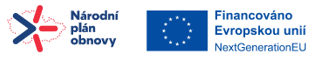 Národní
plán
obnovy
Financováno
Evropskou unií
NextGenerationEU